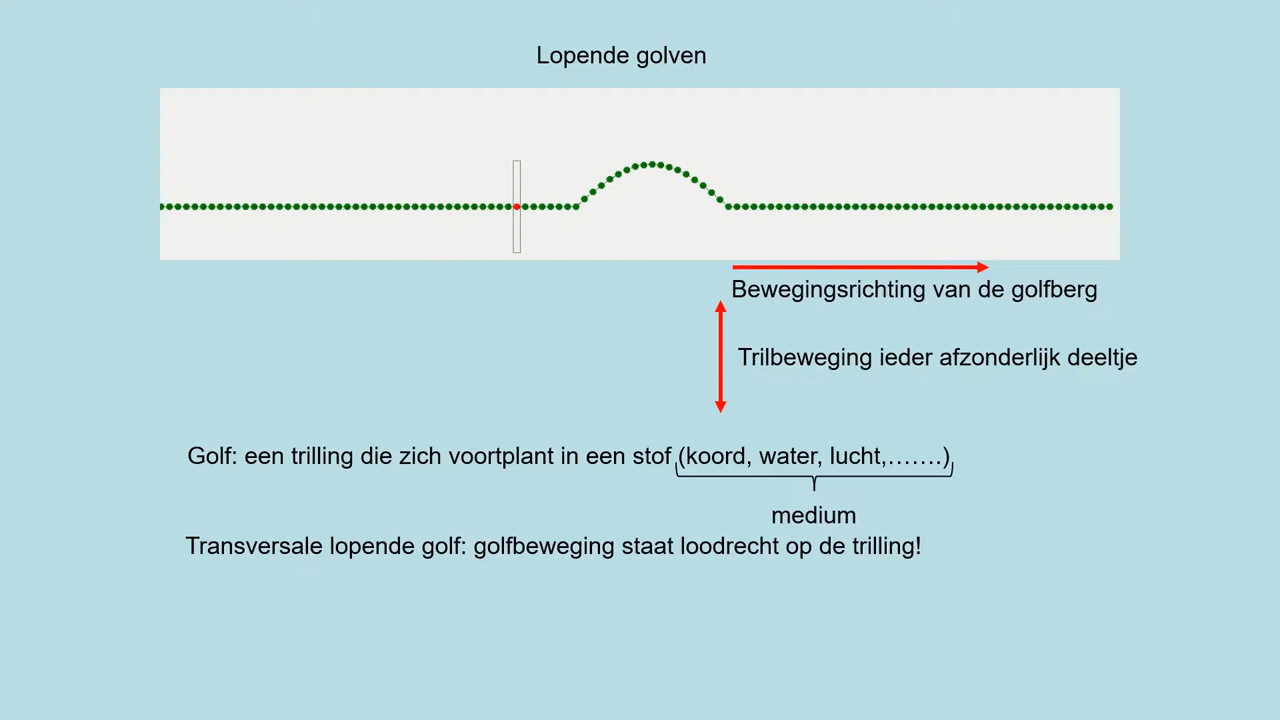 Lopende golven
Bewegingsrichting van de golfberg
Trilbeweging ieder afzonderlijk deeltje
Golf: een trilling die zich voortplant in een stof (koord, water, lucht,…….)
medium
Transversale lopende golf: golfbeweging staat loodrecht op de trilling!